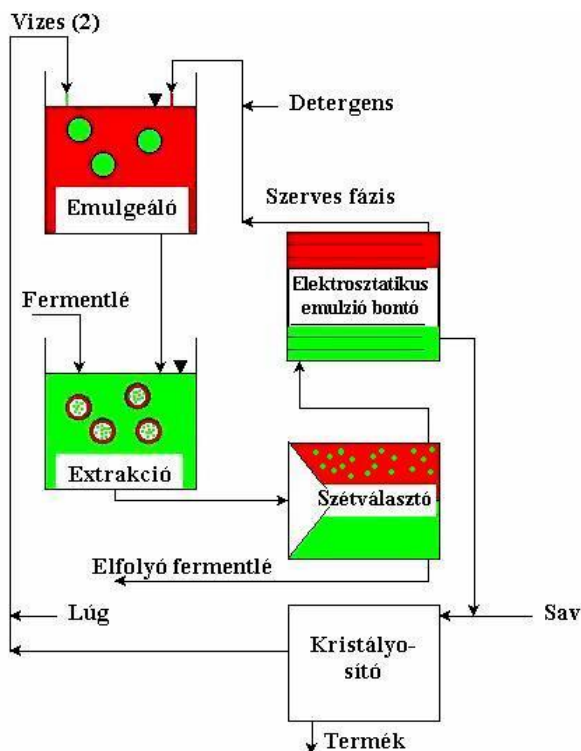 Vizes (2)
Detergens
Emulgeáló
Szerves fázis
Elektrosztatikus
emulzió bontó
Fermentlé
Extrakció
Szétválasztó
Elfolyó fermentlé
Lúg
Sav
Kristályo-
sító
Termék